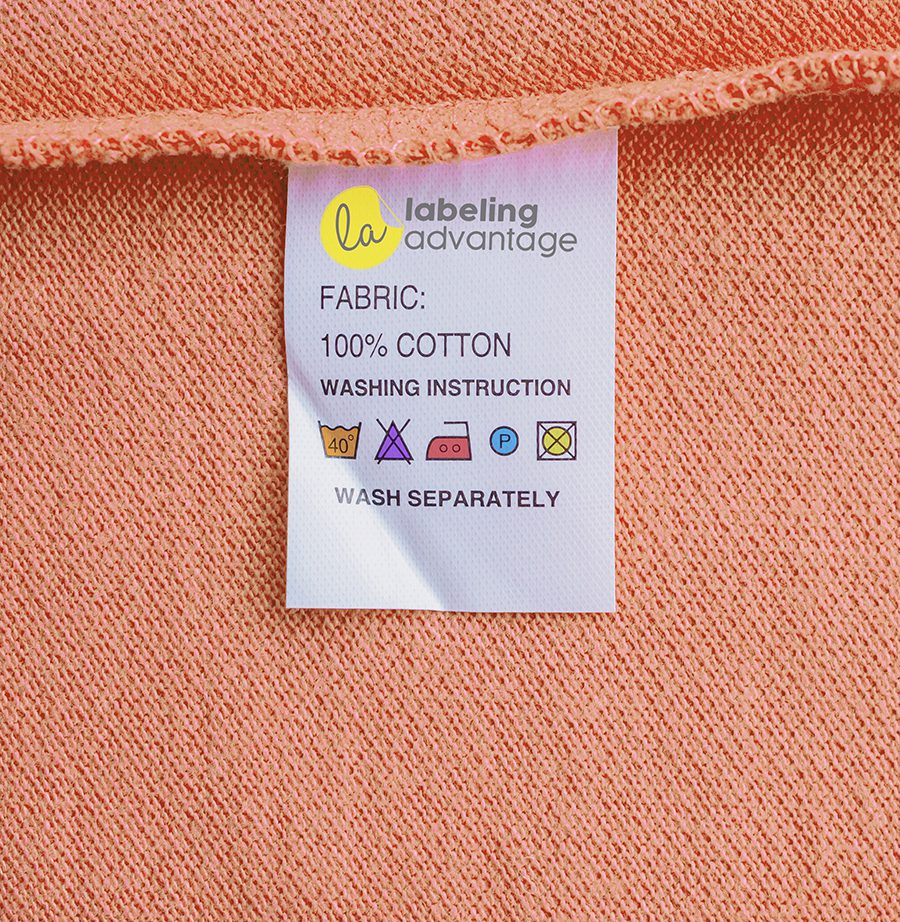 la
labeling
advantage
FABRIC:
100% COTTON
WASHING INSTRUCTION
40°
P
WASH SEPARATELY